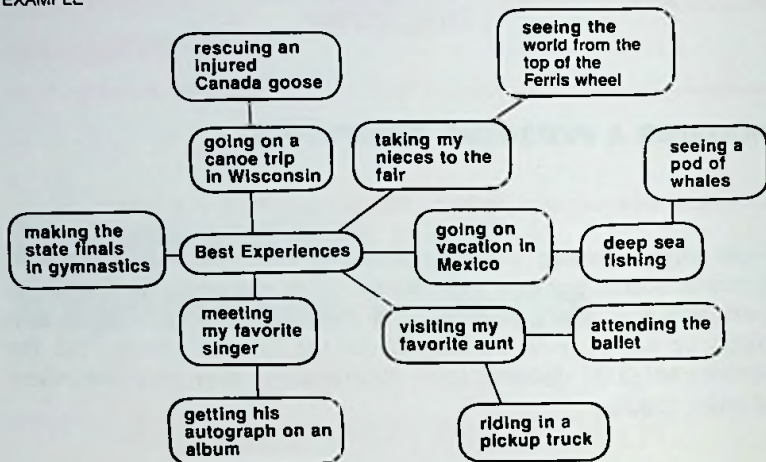 EXAMPLE
rescuing an
injured
Canada goose
seeing the
world from the
top of the
Ferris wheel
going on a
canoe trip
in Wisconsin
taking my
nieces to the
fair
seeing a
pod of
whales
making the
state finals
in gymnastics
Best Experiences
going on
vacation in
Mexico
deep sea
fishing
meeting
my favorite
singer
visiting my
favorite aunt
attending the
ballet
getting his
autograph on an
album
riding in a
pickup truck